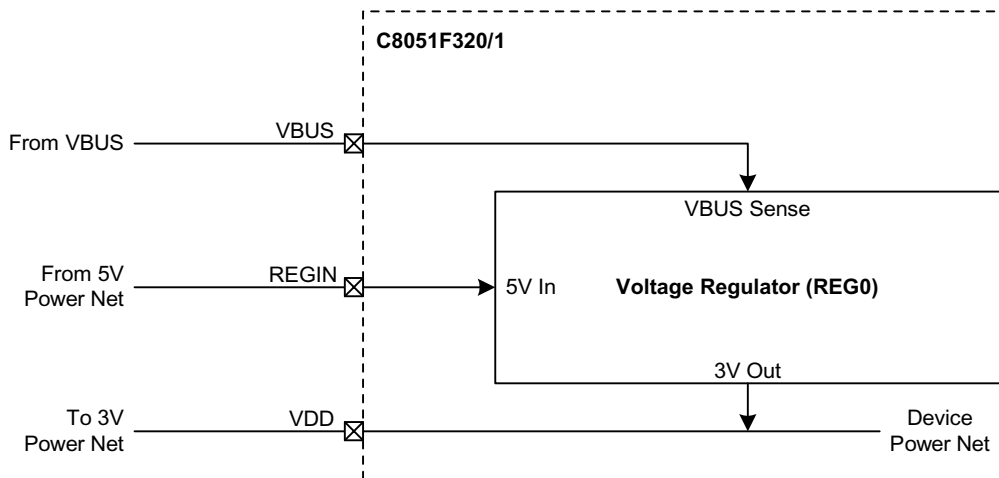 C8051F320/1
From VBUS
VBUS
VBUS Sense
From 5V
Power Net
REGIN
5V In
Voltage Regulator (REG0)
3V Out
To 3V
Power Net
VDD
Device
Power Net